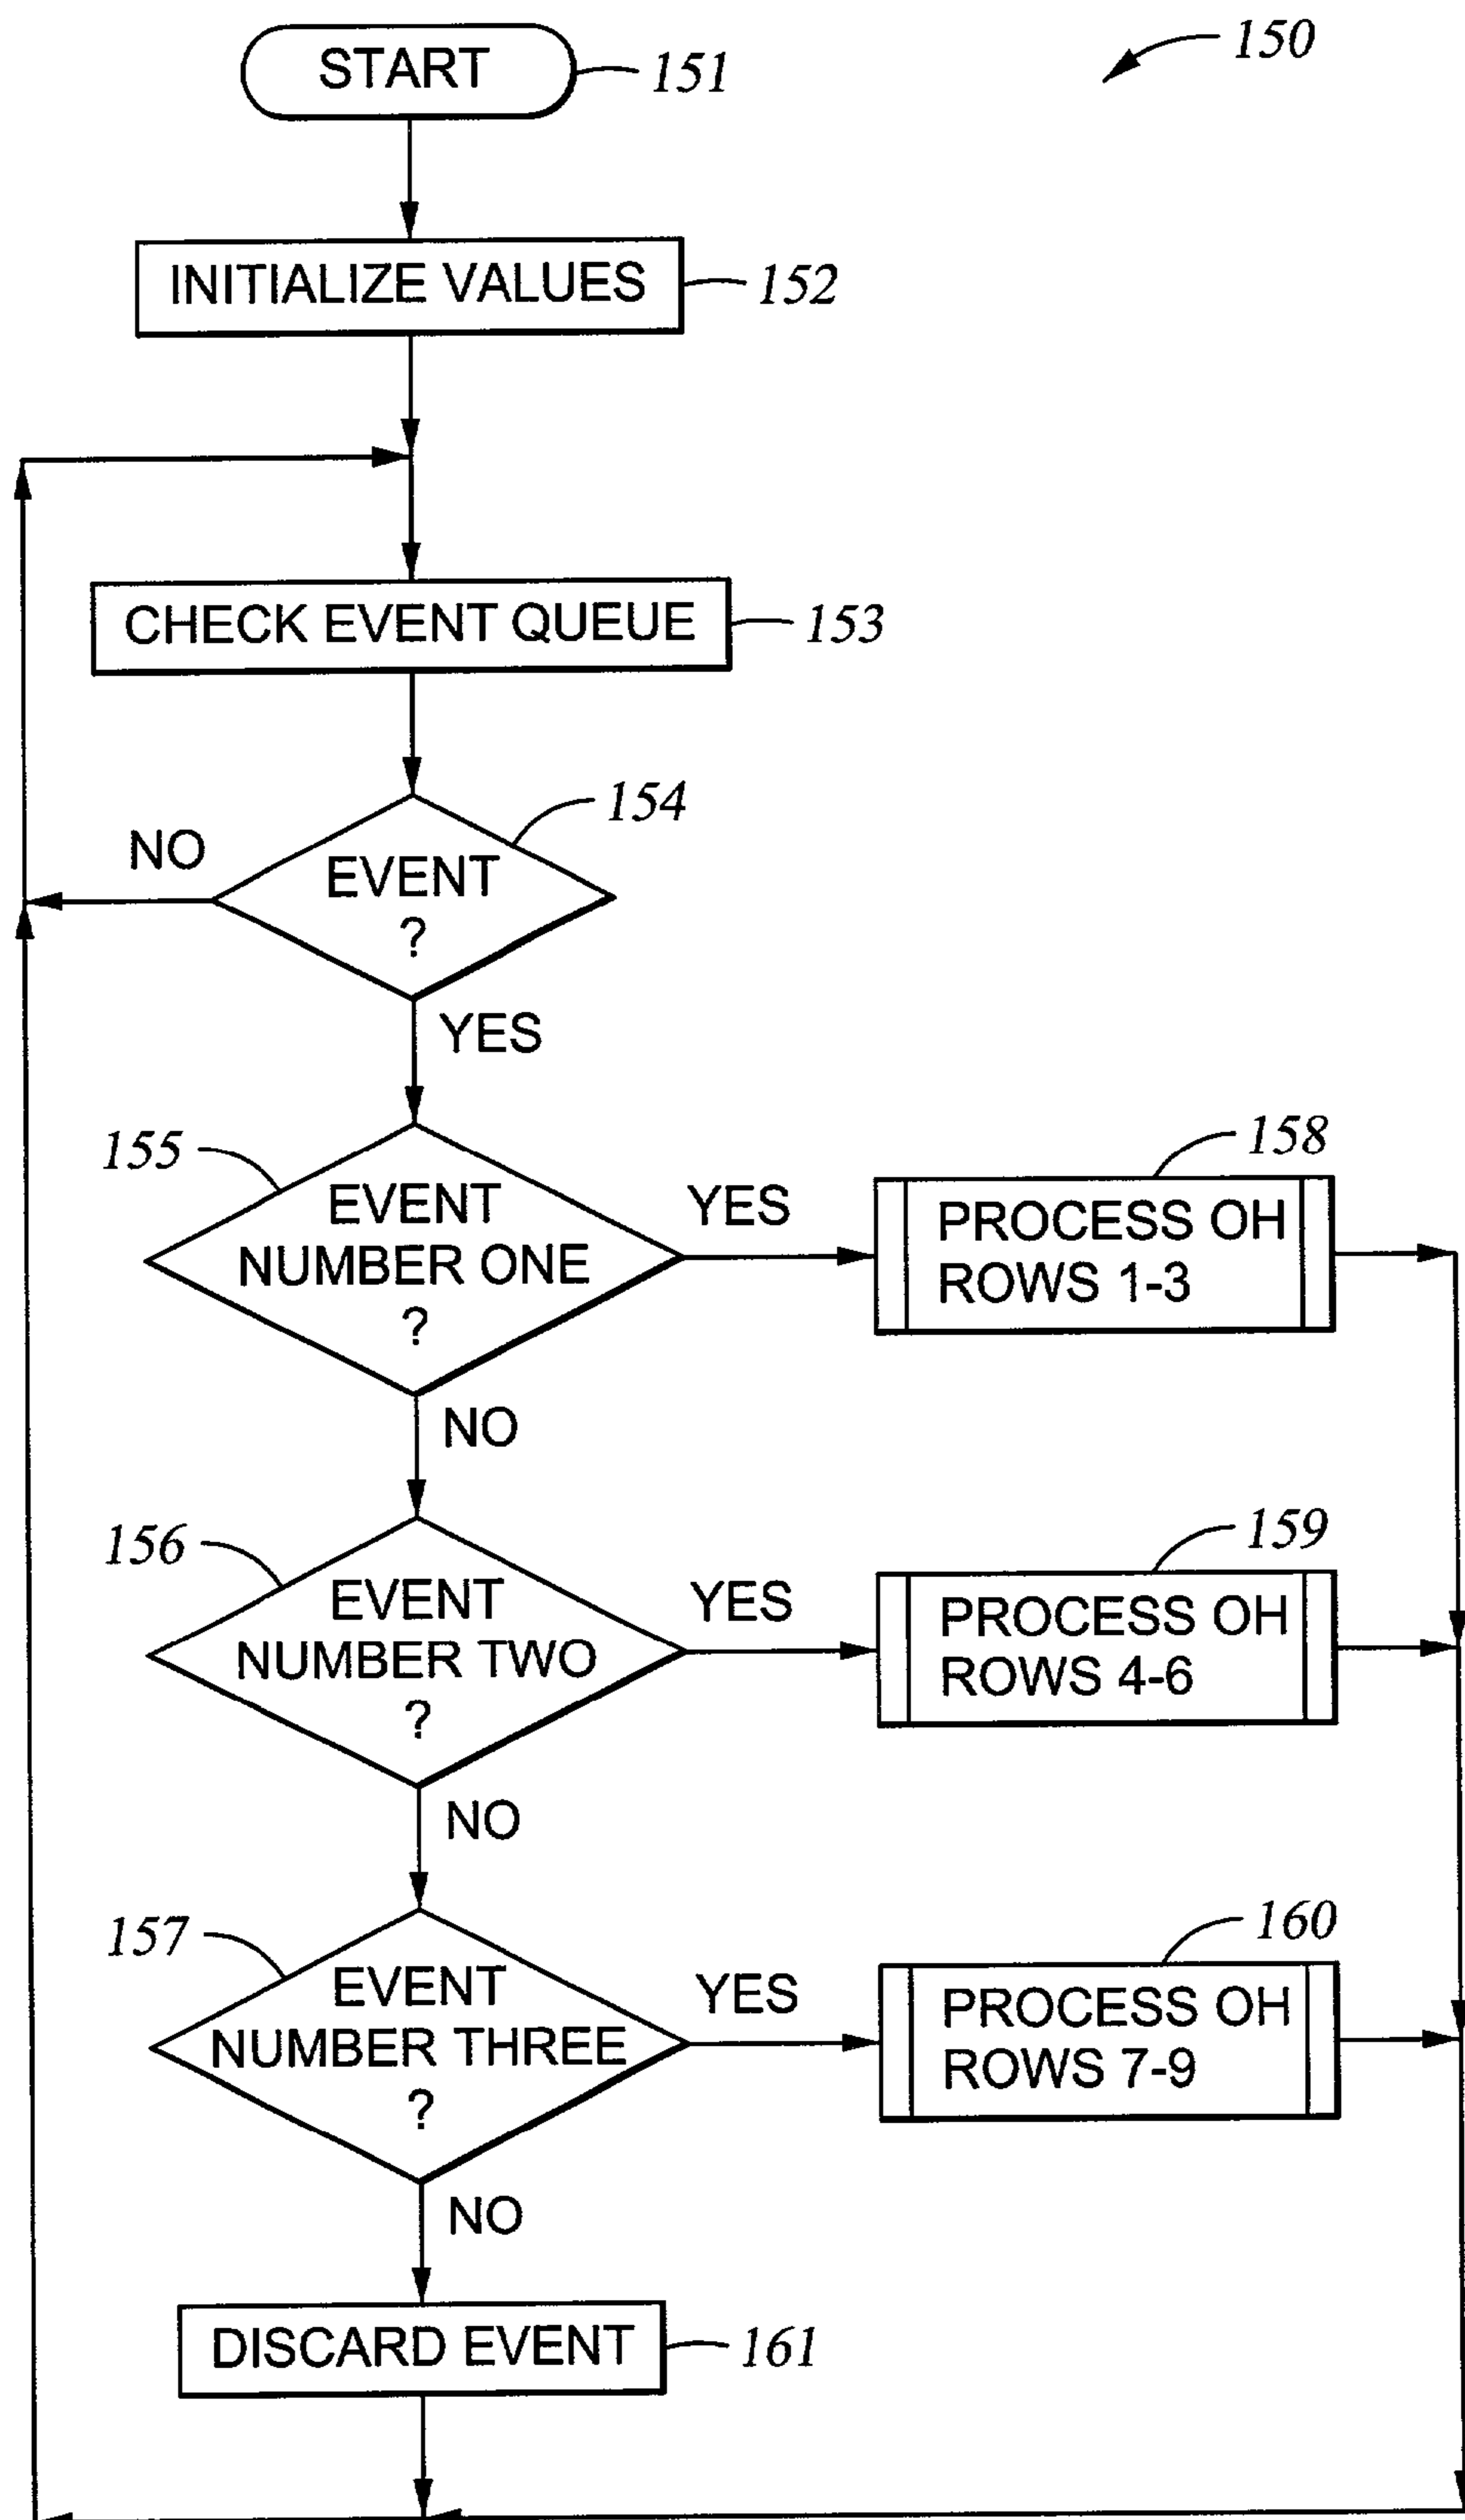 150
START
151
INITIALIZE VALUES
152
CHECK EVENT QUEUE
153
154
NO
EVENT
?
YES
155
EVENT
NUMBER ONE
?
YES
158
PROCESS OH
ROWS 1-3
NO
156
EVENT
NUMBER TWO
?
YES
159
PROCESS OH
ROWS 4-6
NO
157
EVENT
NUMBER THREE
?
YES
160
PROCESS OH
ROWS 7-9
NO
DISCARD EVENT
161